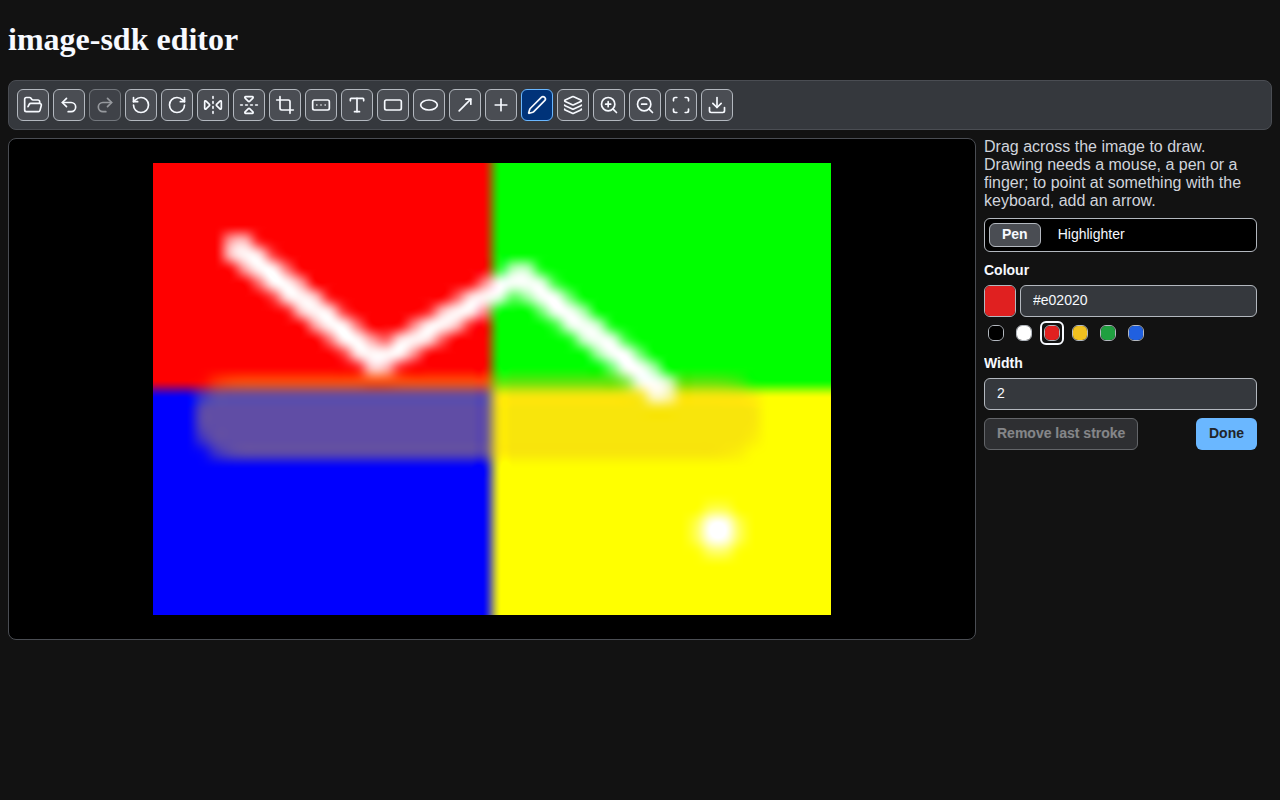 image-sdk editor
Drag across the image to draw.
Drawing needs a mouse, a pen or a
finger; to point at something with the
keyboard, add an arrow.
Pen Highlighter
Colour
#e02020
Width
2
Remove last stroke Done